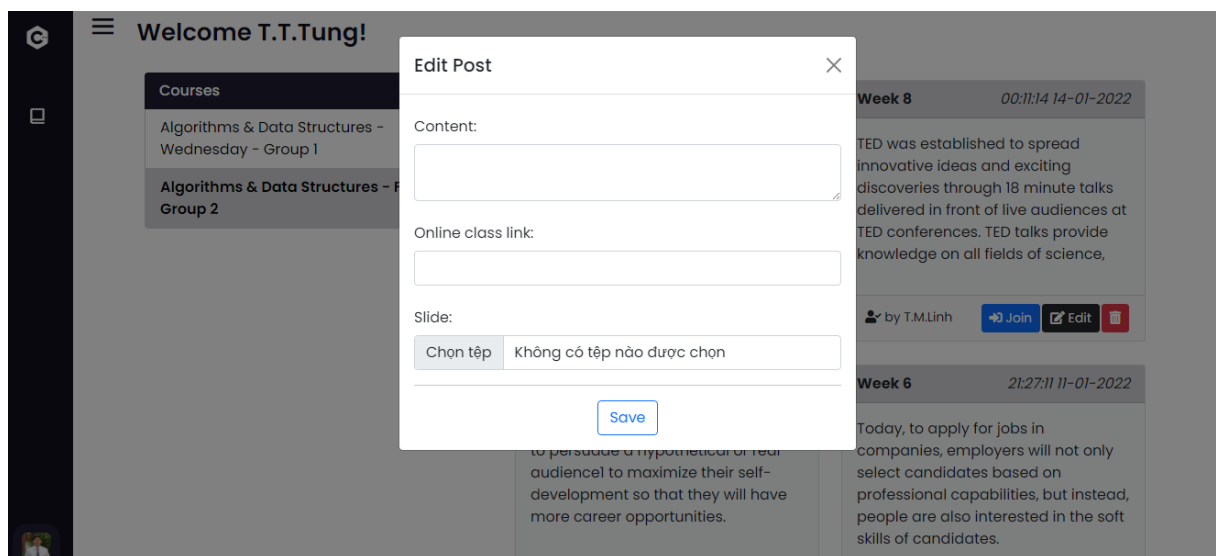 Welcome T.T.Tung!
Courses
Algorithms & Data Structures -
Wednesday - Group 1
Algorithms & Data Structures - F
Group 2
Edit Post
Content:
Online class link:
Slide:
Chọn tệp Không có tệp nào được chọn
Save
to persuade a hypothetical or real
audience1 to maximize their self-
development so that they will have
more career opportunities.
Week 8 00:11:14 14-01-2022
TED was established to spread
innovative ideas and exciting
discoveries through 18 minute talks
delivered in front of live audiences at
TED conferences. TED talks provide
knowledge on all fields of science,
by T.M.Linh Join Edit
Week 6 21:27:11 11-01-2022
Today, to apply for jobs in
companies, employers will not only
select candidates based on
professional capabilities, but instead,
people are also interested in the soft
skills of candidates.